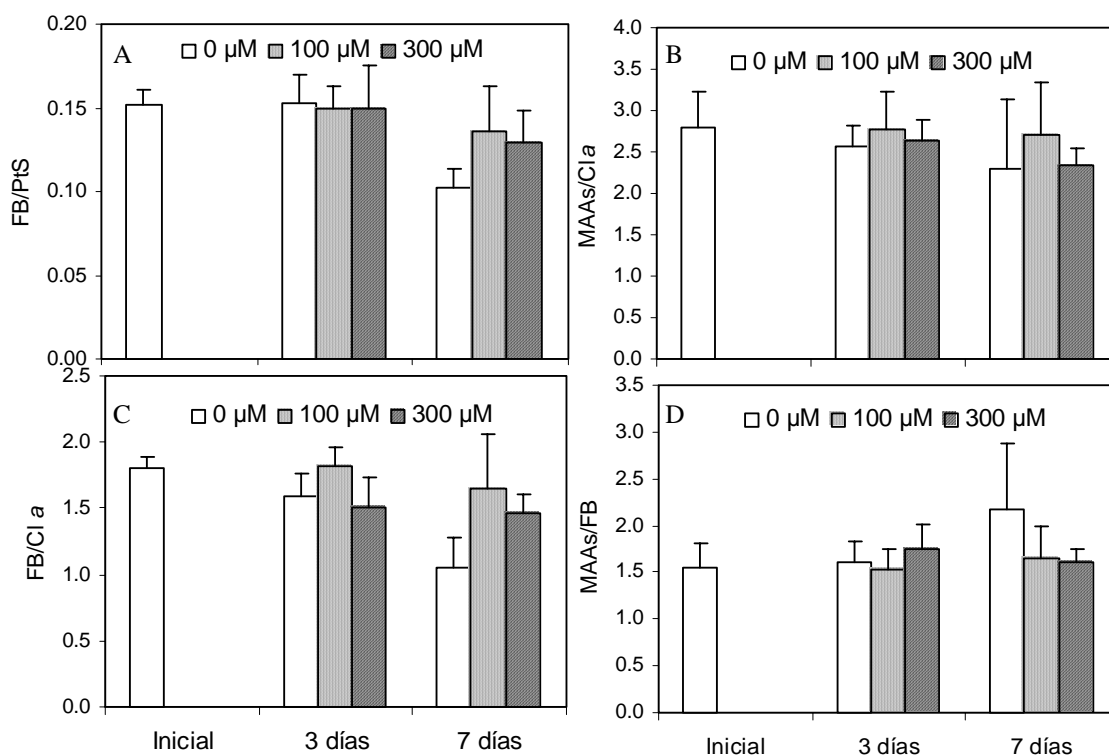 A
0 µM 100 µM 300 µM
FB/PtS
0.20
0.15
0.10
0.05
0.00
B
0 µM 100 µM 300 µM
MAAs/Cl a
4.0
3.5
3.0
2.5
2.0
1.5
1.0
0.5
0.0
C
0 µM 100 µM 300 µM
FB/Cl a
2.5
2.0
1.5
1.0
0.5
0.0
Inicial 3 días 7 días
D
0 µM 100 µM 300 µM
MAAs/FB
3.5
3.0
2.5
2.0
1.5
1.0
0.5
0.0
Inicial 3 días 7 días